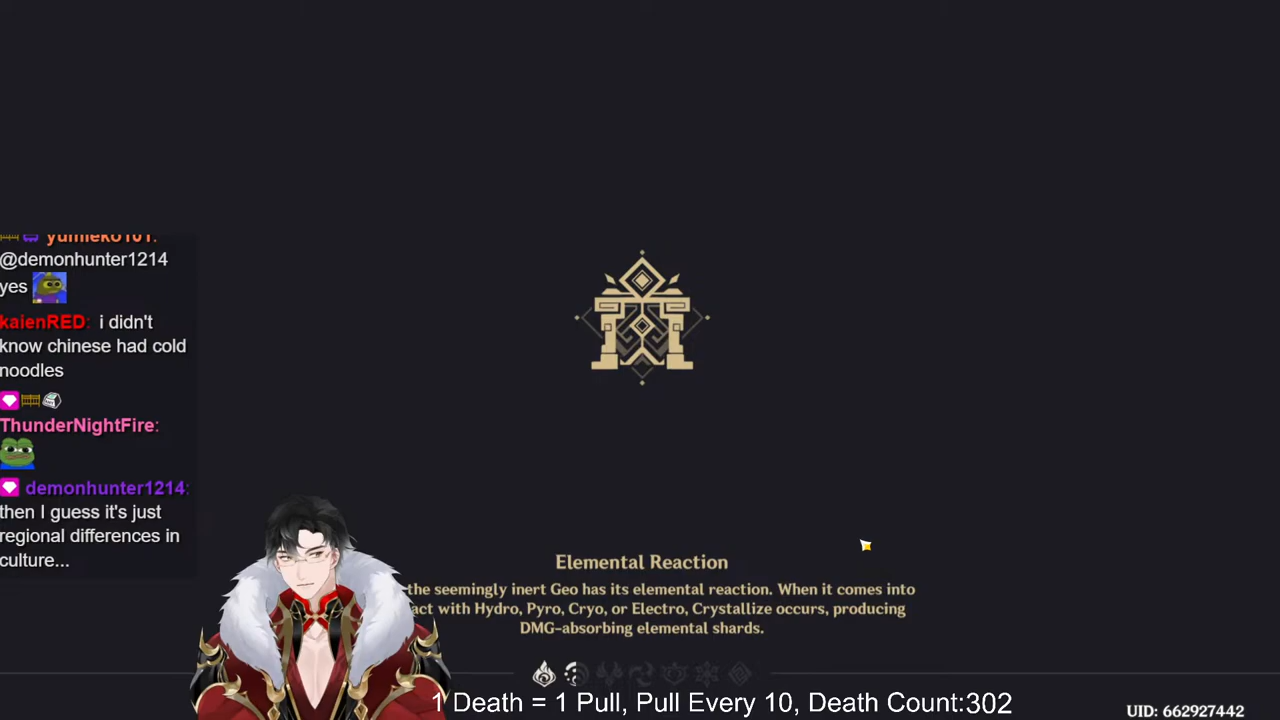 yumieko101:
@demonhunter1214
yes
kaienRED: i didn't
know chinese had cold
noodles
ThunderNightFire:
demonhunter1214:
then I guess it's just
regional differences in
culture...
Elemental Reaction
the seemingly inert Geo has its elemental reaction. When it comes into
act with Hydro, Pyro, Cryo, or Electro, Crystallize occurs, producing
DMG-absorbing elemental shards.
1 Death = 1 Pull, Pull Every 10, Death Count:302
UID: 662927442